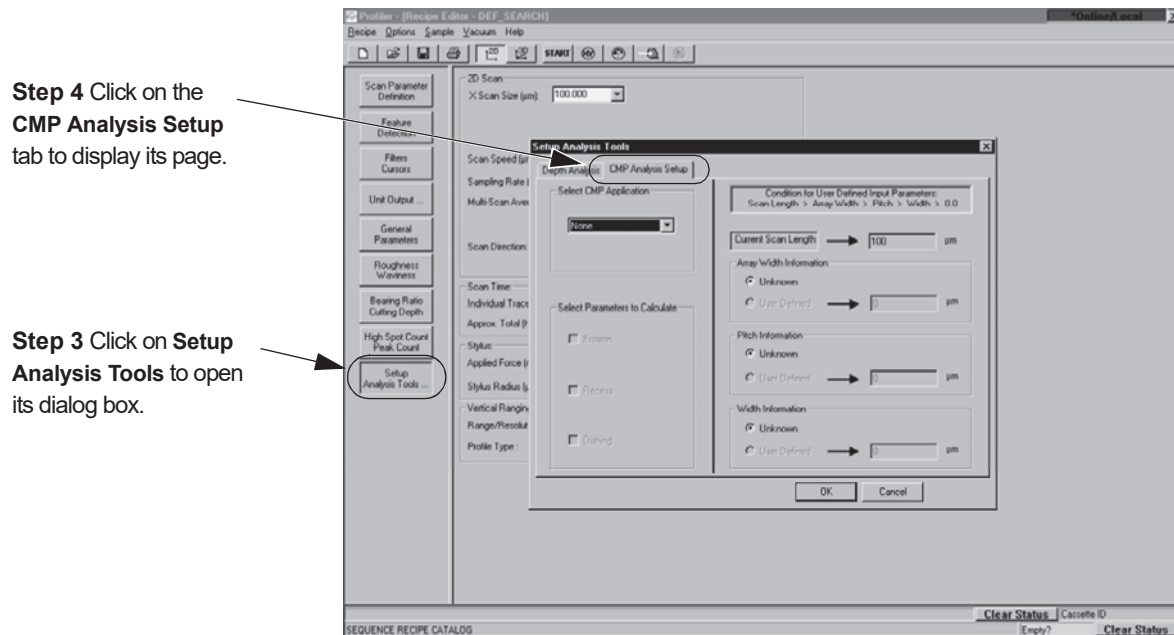 Profiler - [Recipe Editor - DEF_SEARCH]
*Online/Local
Recipe Options Sample Vacuum Help
2D
START
Step 4 Click on the
CMP Analysis Setup
tab to display its page.
Step 3 Click on Setup
Analysis Tools to open
its dialog box.
Scan Parameter
Definition
Feature
Detection
Filters
Cursors
Unit Output ...
General
Parameters
Roughness
Waviness
Bearing Ratio
Cutting Depth
High Spot Count
Peak Count
Setup
Analysis Tools ...
2D Scan
X Scan Size (µm): 100.000
Scan Speed
Sampling Rate
Multi-Scan
Scan Direction:
Scan Time:
Individual Trace
Approx. Total
Stylus:
Applied Force
Stylus Radius
Vertical
Profile Type :
Setup Analysis Tools
Depth Analysis CMP Analysis Setup
Select CMP Application
None
Select Parameters to Calculate
Erosion
Recess
Dishing
Condition for User Defined Input Parameters:
Scan Length > Array Width > Pitch > Width > 0.0
Current Scan Length 100 µm
Array Width Information
Unknown
User Defined 0 µm
Pitch Information
Unknown
User Defined 0 µm
Width Information
Unknown
User Defined 0 µm
OK Cancel
Clear Status Cassette ID
SEQUENCE RECIPE CATALOG Empty? Clear Status